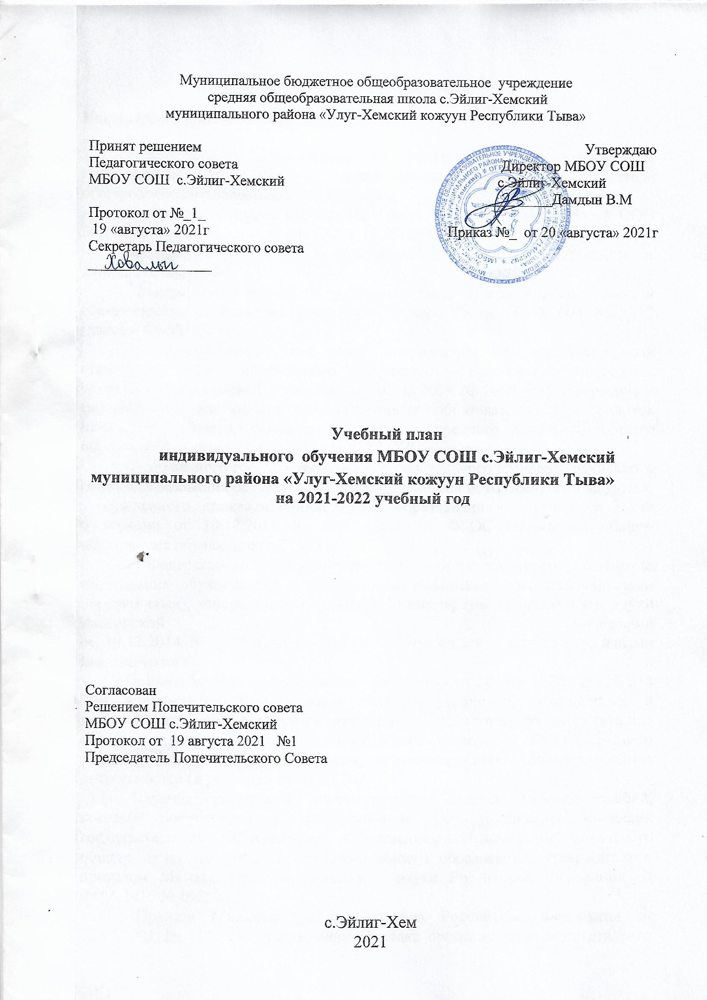 Муниципальное бюджетное общеобразовательное учреждение
средняя общеобразовательная школа с.Эйлиг-Хемский
муниципального района «Улуг-Хемский кожуун Республики Тыва»
Принят решением
Педагогического совета
МБОУ СОШ с.Эйлиг-Хемский
Протокол от №_1_
19 «августа» 2021г
Секретарь Педагогического совета
Ховалыг
Утверждаю
Директор МБОУ СОШ
с.Эйлиг-Хемский
Дамдын В.М
Приказ №_ от 20 «августа» 2021г
Учебный план
индивидуального обучения МБОУ СОШ с.Эйлиг-Хемский
муниципального района «Улуг-Хемский кожуун Республики Тыва»
на 2021-2022 учебный год
Согласован
Решением Попечительского совета
МБОУ СОШ с.Эйлиг-Хемский
Протокол от 19 августа 2021 №1
Председатель Попечительского Совета
с.Эйлиг-Хем
2021